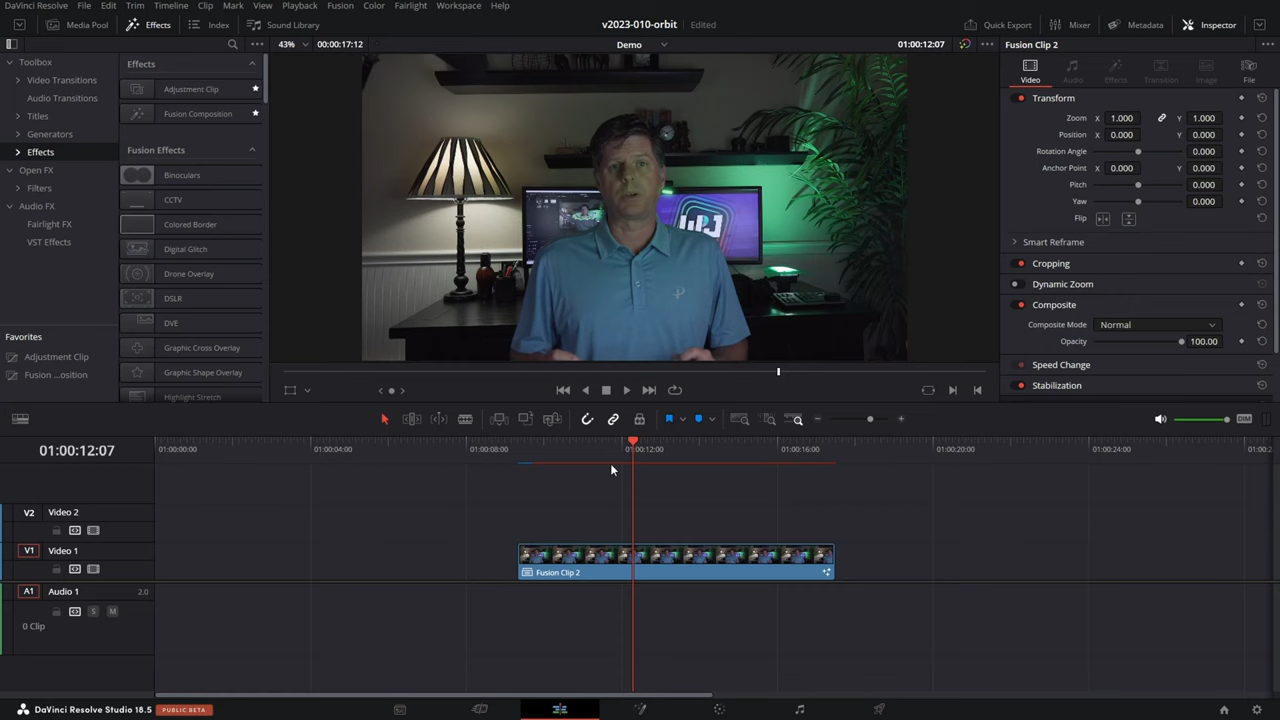 DaVinci Resolve File Edit Trim Timeline Clip Mark View Playback Fusion Color Fairlight Workspace Help
Media Pool Effects Index Sound Library v2023-010-orbit Edited Quick Export Mixer Metadata Inspector
43% 00:00:17:12 Demo 01:00:12:07 Fusion Clip 2
Toolbox
Video Transitions
Audio Transitions
Titles
Generators
Effects
Open FX
Filters
Audio FX
Fairlight FX
VST Effects
Favorites
Adjustment Clip
Fusion ...osition
Effects
Adjustment Clip
Fusion Composition
Fusion Effects
Binoculars
CCTV
Colored Border
Digital Glitch
Drone Overlay
DSLR
DVE
Graphic Cross Overlay
Graphic Shape Overlay
Highlight Stretch
Video Audio Effects Transition Image File
Transform
Zoom X 1.000 Y 1.000
Position X 0.000 Y 0.000
Rotation Angle 0.000
Anchor Point X 0.000 Y 0.000
Pitch 0.000
Yaw 0.000
Flip
Smart Reframe
Cropping
Dynamic Zoom
Composite
Composite Mode Normal
Opacity 100.00
Speed Change
Stabilization
DIM
01:00:12:07 01:00:00:00 01:00:04:00 01:00:08:00 01:00:12:00 01:00:16:00 01:00:20:00 01:00:24:00
V2 Video 2
V1 Video 1
Fusion Clip 2
A1 Audio 1 2.0
S M
0 Clip
DaVinci Resolve Studio 18.5 PUBLIC BETA